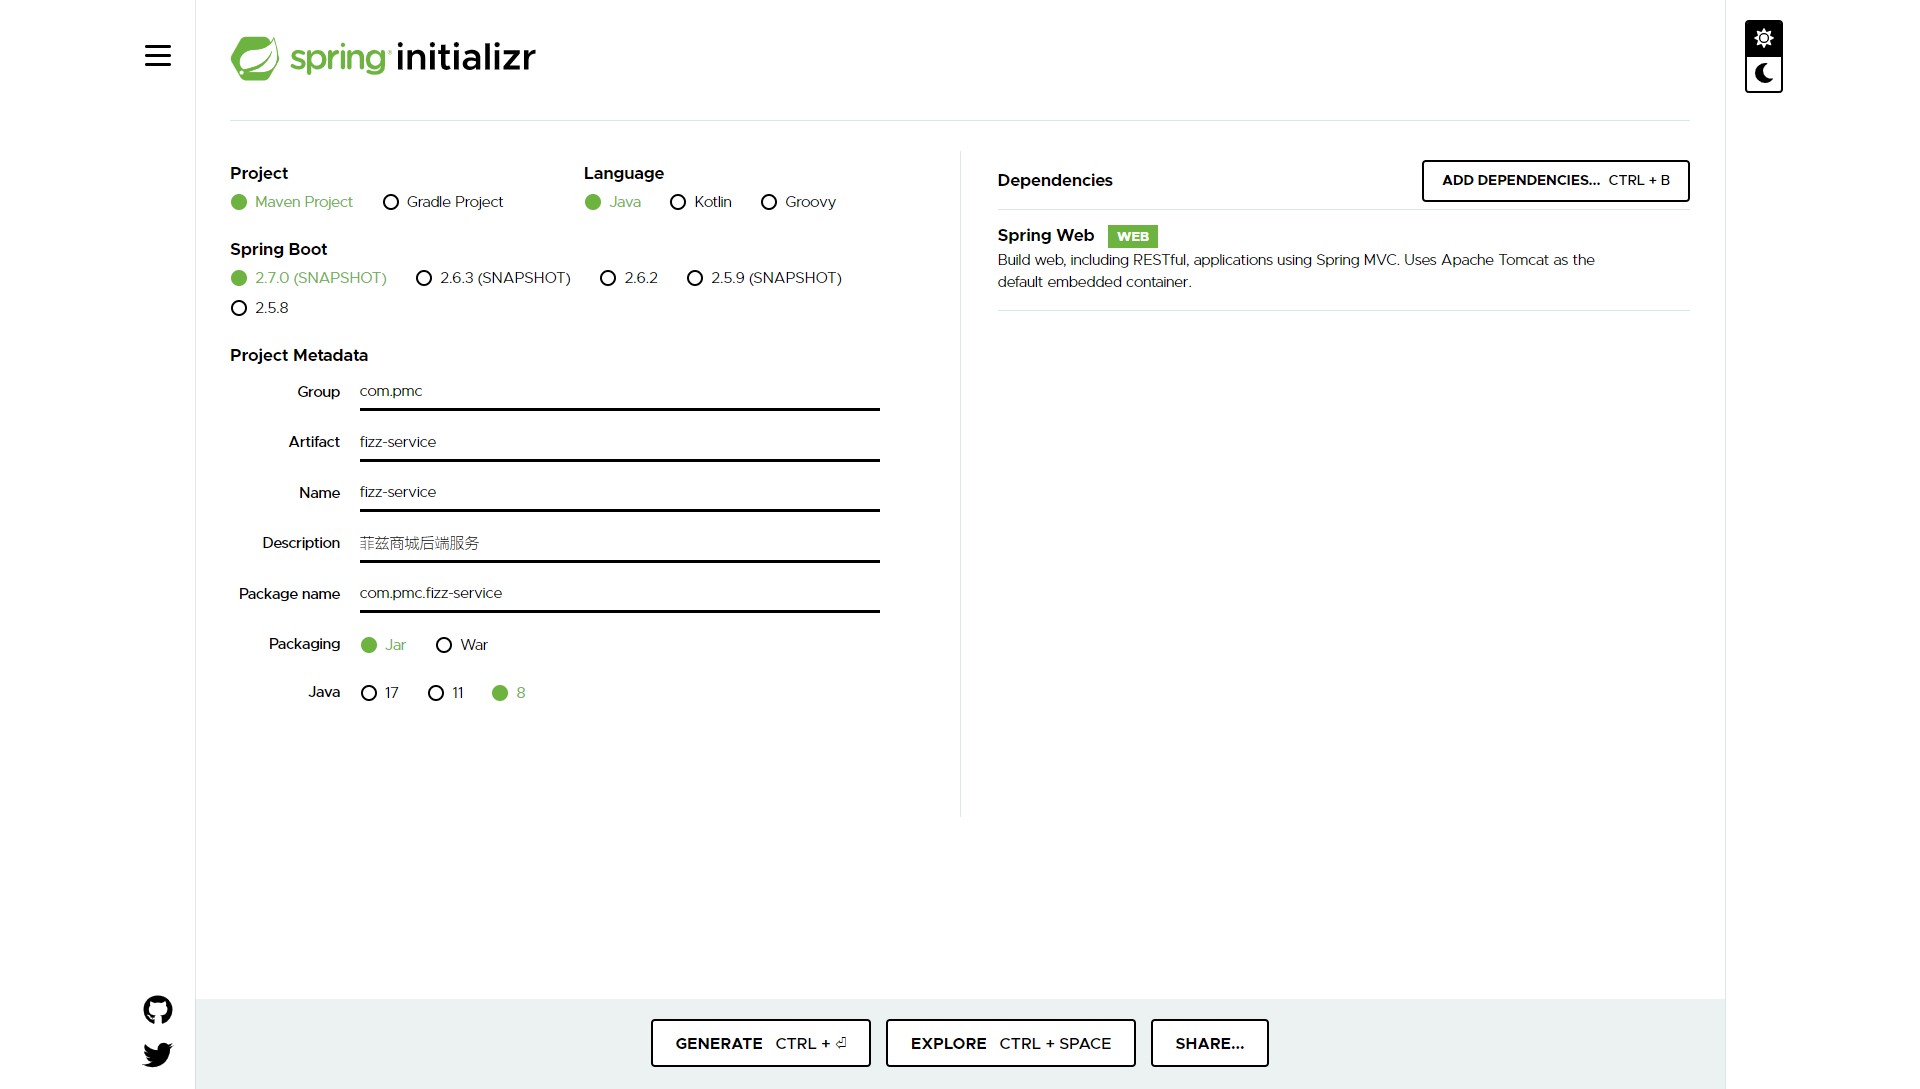 spring initializr
Project
Maven Project Gradle Project
Language
Java Kotlin Groovy
Spring Boot
2.7.0 (SNAPSHOT) 2.6.3 (SNAPSHOT) 2.6.2 2.5.9 (SNAPSHOT)
2.5.8
Project Metadata
Group com.pmc
Artifact fizz-service
Name fizz-service
Description 菲兹商城后端服务
Package name com.pmc.fizz-service
Packaging Jar War
Java 17 11 8
Dependencies ADD DEPENDENCIES... CTRL + B
Spring Web WEB
Build web, including RESTful, applications using Spring MVC. Uses Apache Tomcat as the
default embedded container.
GENERATE CTRL + ⏎ EXPLORE CTRL + SPACE SHARE...